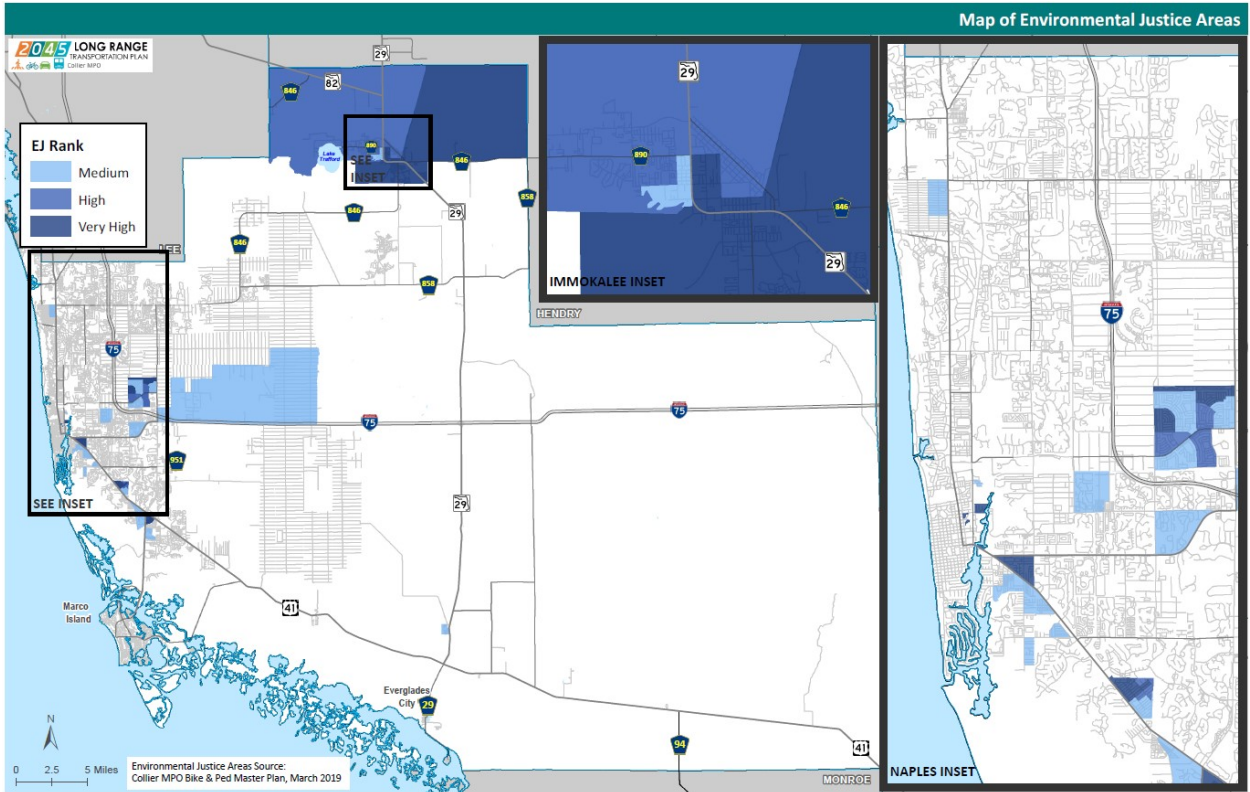 Map of Environmental Justice Areas
2045 LONG RANGE
TRANSPORTATION PLAN
Collier MPO
EJ Rank
Medium
High
Very High
29
82
846
Lake
Trafford
890
SEE
INSET
846
858
846
29
846
858
LEE
HENDRY
75
75
75
951
SEE INSET
29
Marco
Island
41
Everglades
City
29
94
41
MONROE
N
0 2.5 5 Miles
Environmental Justice Areas Source:
Collier MPO Bike & Ped Master Plan, March 2019
29
890
846
29
IMMOKALEE INSET
75
NAPLES INSET